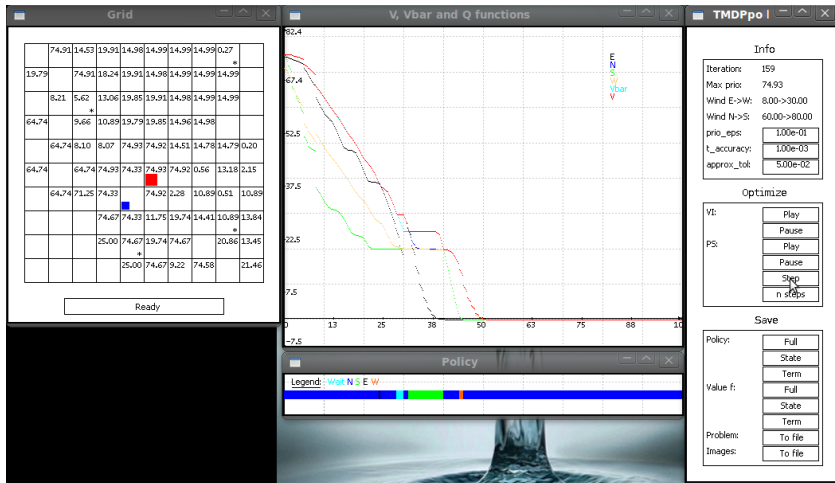 Grid
74.91 14.53 19.91 14.98 14.99 14.99 14.99 0.27
*
19.79 74.91 18.24 19.91 14.98 14.99 14.99 14.99
8.21 5.62 13.06 19.85 19.91 14.98 14.99 14.99
*
64.74 9.66 10.89 19.79 19.85 14.96 14.98
64.74 8.10 8.07 74.93 74.92 14.51 14.78 14.79 0.20
64.74 64.74 74.93 74.33 74.93 74.92 0.56 13.18 2.15
64.74 71.25 74.33 74.92 2.28 10.89 0.51 10.89
74.67 74.33 11.75 19.74 14.41 10.89 13.84
*
25.00 74.67 19.74 74.67 20.86 13.45
*
25.00 74.67 9.22 74.58 21.46
Ready
V, Vbar and Q functions
82.4
67.4
52.5
37.5
22.5
7.5
-7.5
0 13 25 38 50 63 75 88 10
E
N
S
W
Vbar
V
Policy
Legend: Wait N S E W
TMDPpo
Info
Iteration: 159
Max prio: 74.93
Wind E->W: 8.00->30.00
Wind N->S: 60.00->80.00
prio_eps: 1.00e-01
t_accuracy: 1.00e-03
approx_tol: 5.00e-02
Optimize
VI: Play
Pause
PS: Play
Pause
Step
n steps
Save
Policy: Full
State
Term
Value f: Full
State
Term
Problem: To file
Images: To file